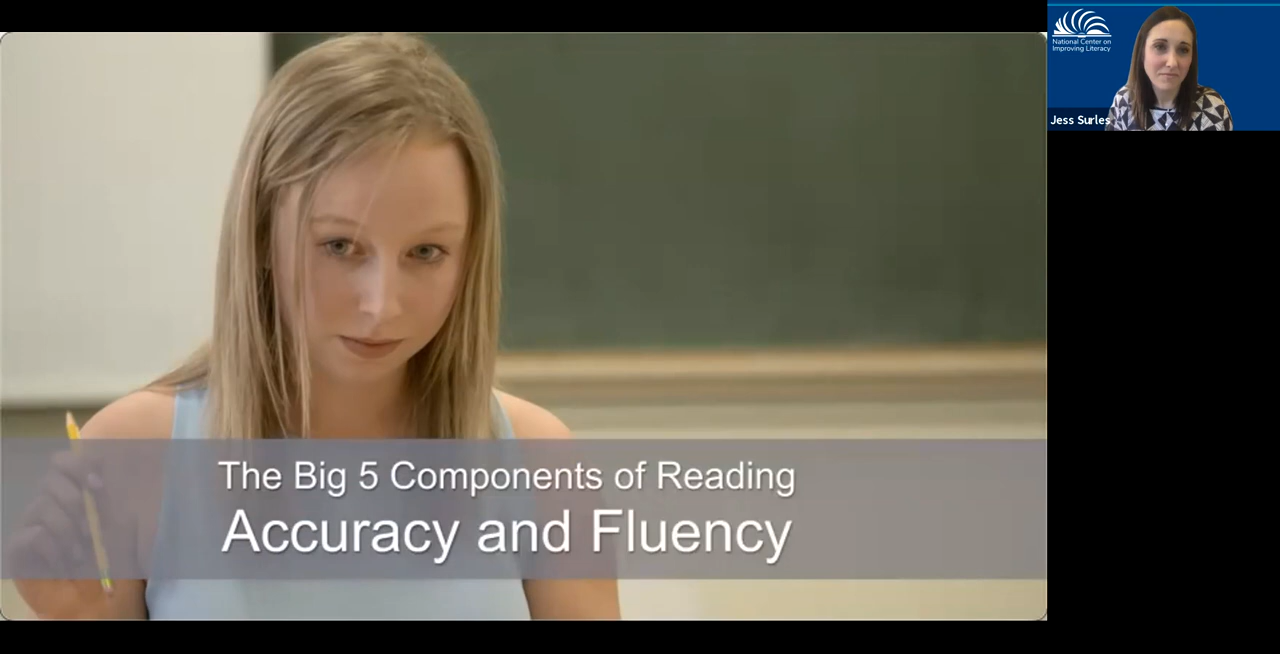 The Big 5 Components of Reading
Accuracy and Fluency
National Center on
Improving Literacy
Jess Surles